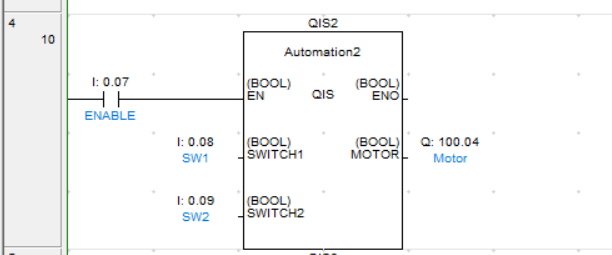 4
10
QIS2
Automation2
I: 0.07
ENABLE
(BOOL)
EN
QIS
(BOOL)
ENO
I: 0.08
SW1
(BOOL)
SWITCH1
(BOOL)
MOTOR
Q: 100.04
Motor
I: 0.09
SW2
(BOOL)
SWITCH2